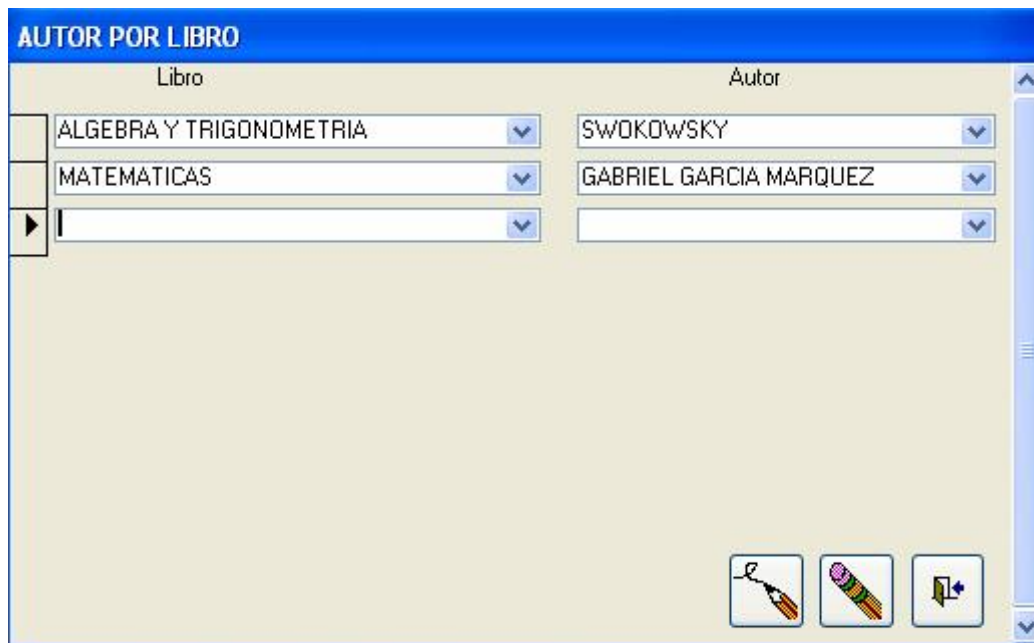 AUTOR POR LIBRO
Libro Autor
ALGEBRA Y TRIGONOMETRIA SWOKOWSKY
MATEMATICAS GABRIEL GARCIA MARQUEZ